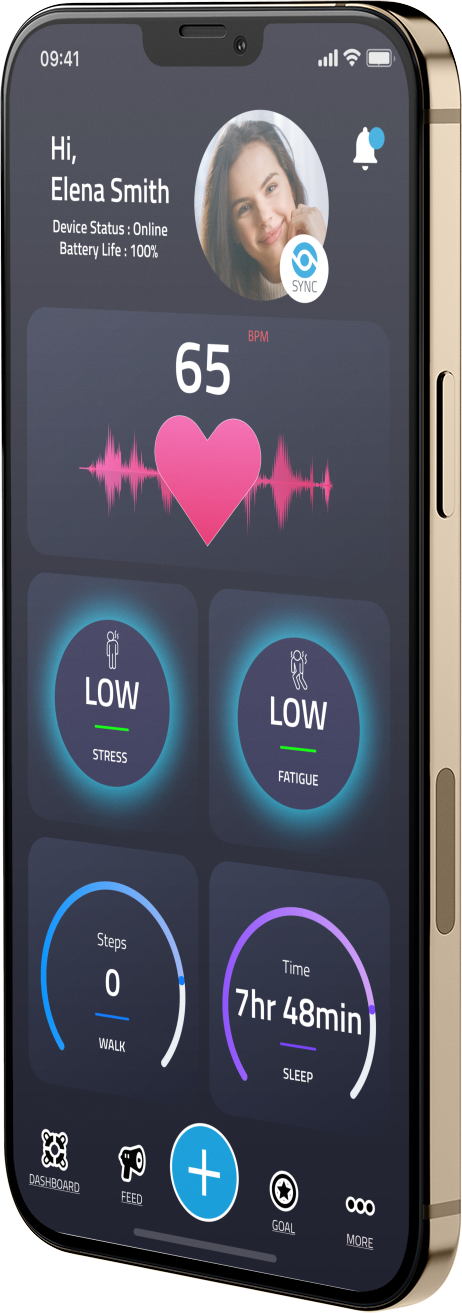 09:41
Hi,
Elena Smith
Device Status : Online
Battery Life : 100%
SYNC
BPM
65
LOW
STRESS
LOW
FATIGUE
Steps
0
WALK
Time
7hr 48min
SLEEP
DASHBOARD
FEED
GOAL
MORE